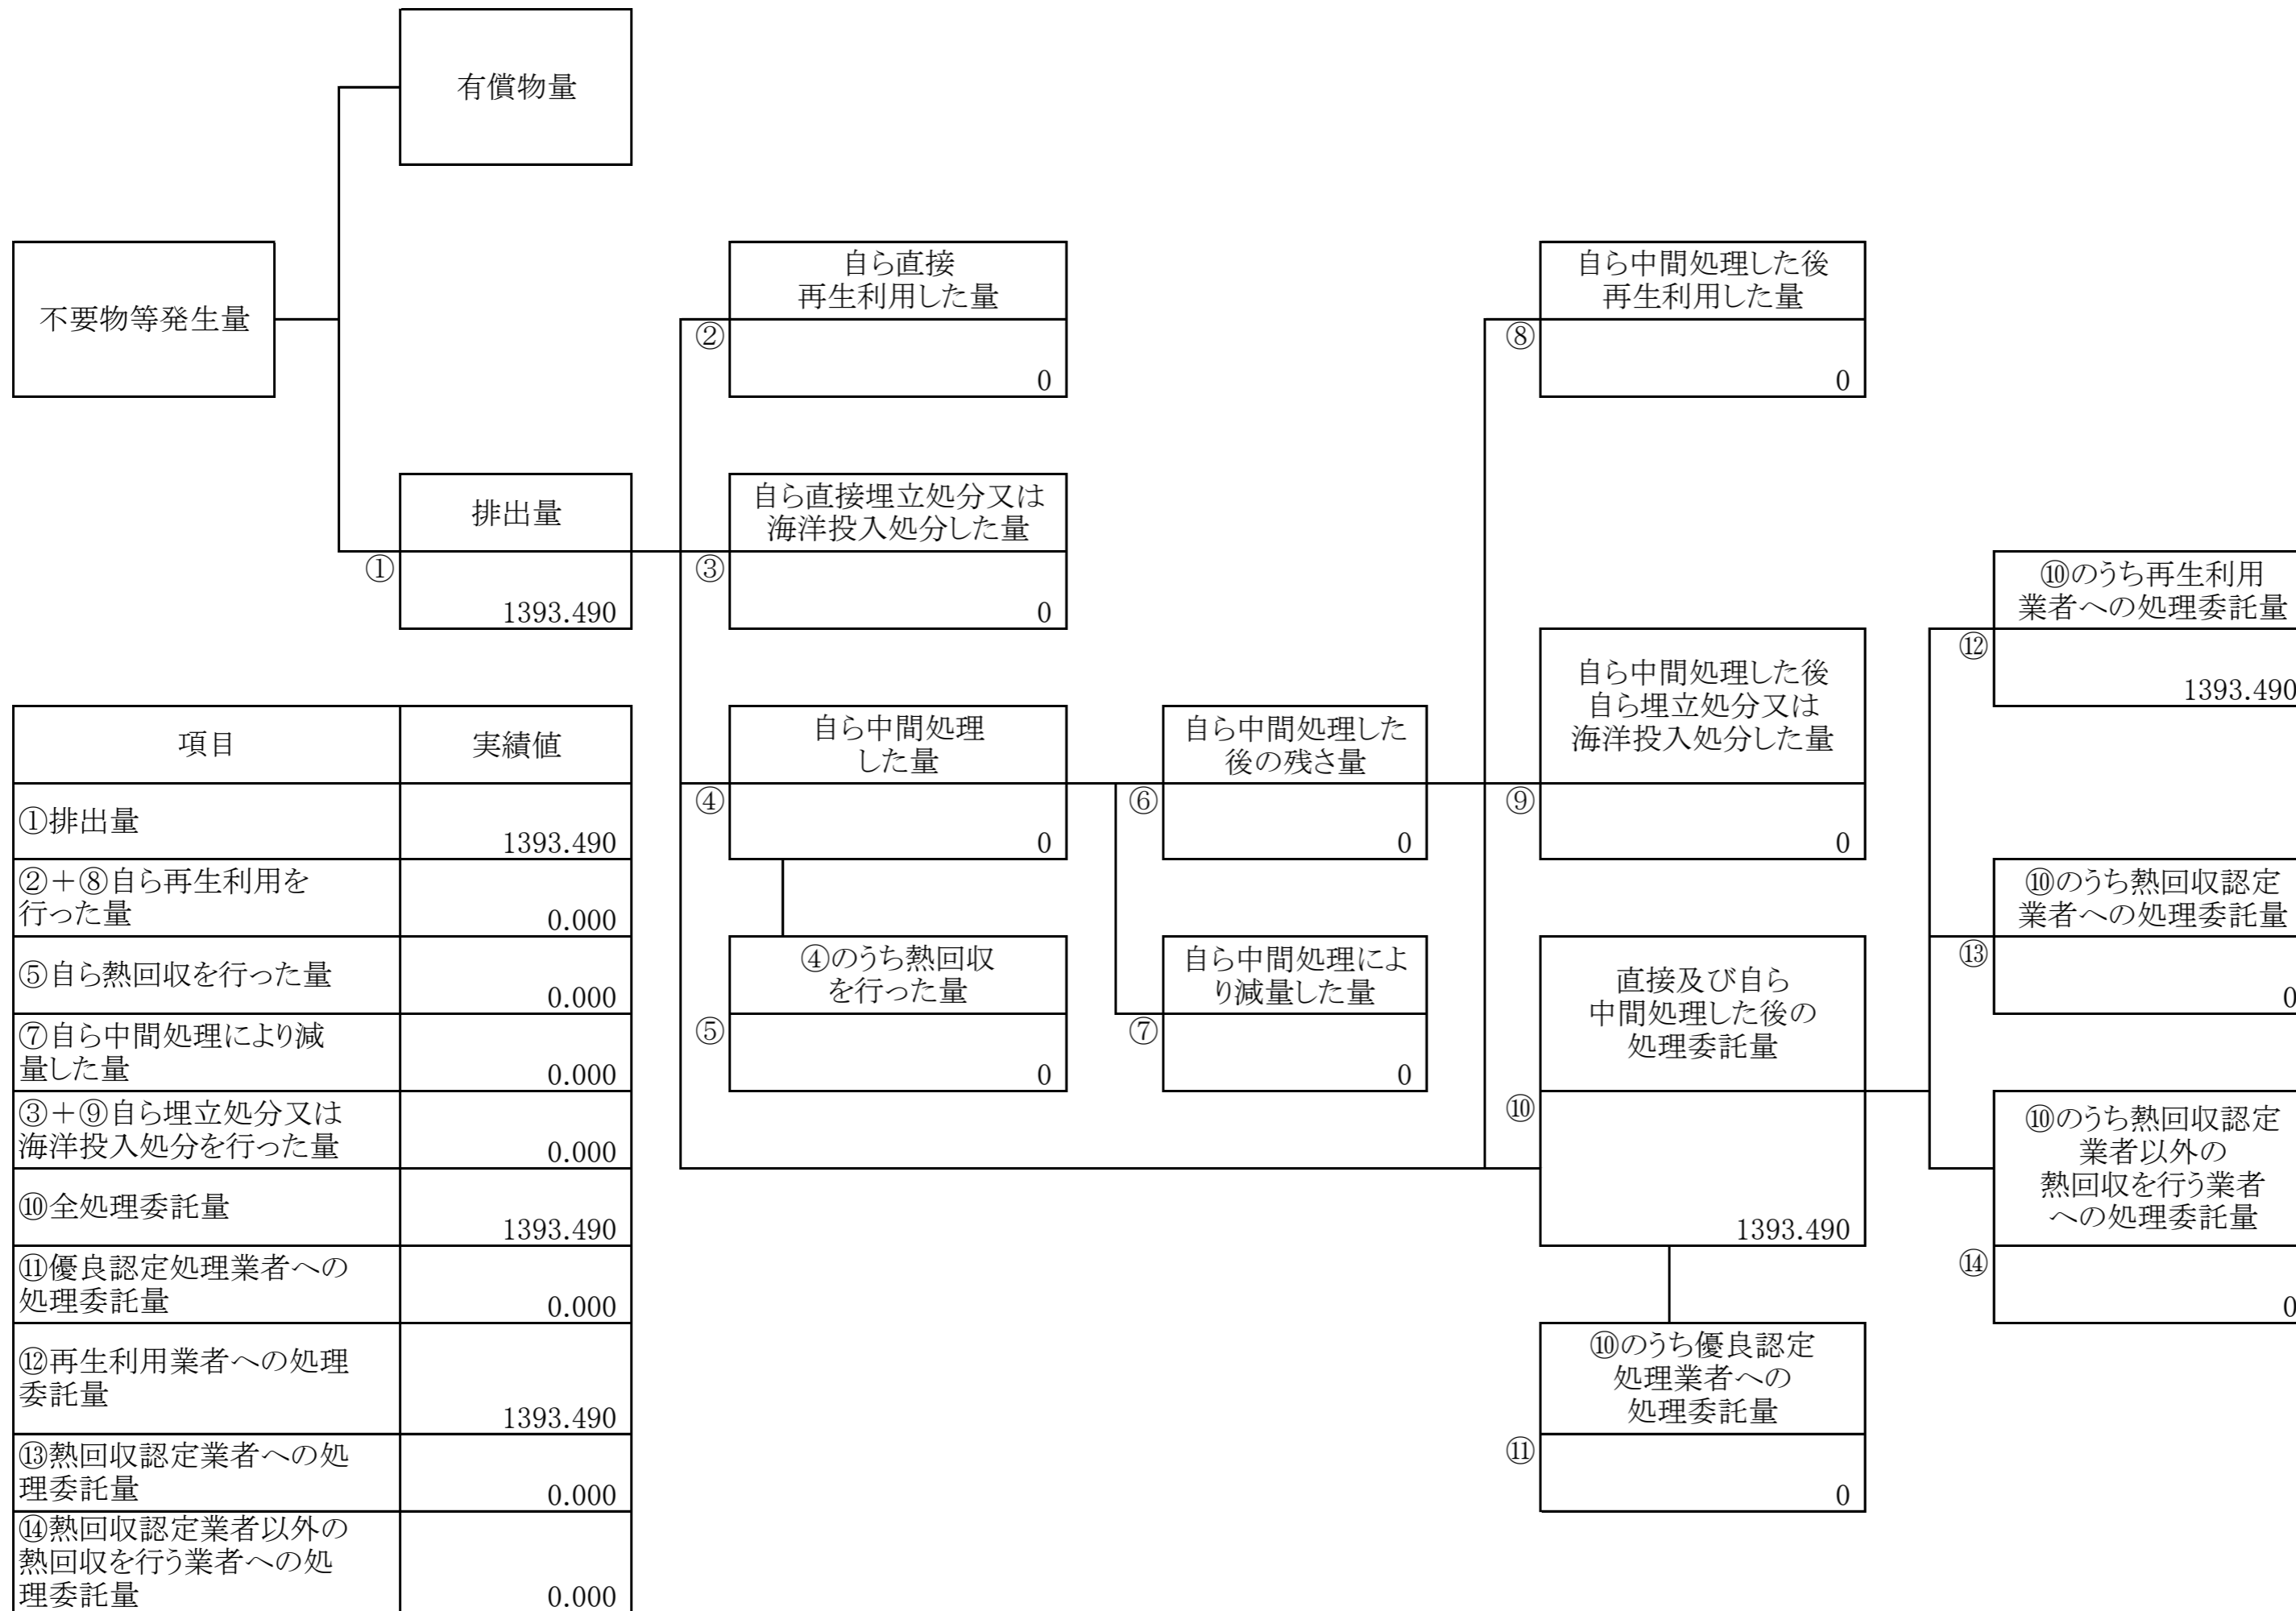 有償物量
不要物等発生量
自ら直接
再生利用した量
②
0
自ら中間処理した後
再生利用した量
⑧
0
排出量
①
1393.490
自ら直接埋立処分又は
海洋投入処分した量
③
0
⑩のうち再生利用
業者への処理委託量
⑫
1393.490
自ら中間処理
した量
④
0
自ら中間処理した
後の残さ量
⑥
0
自ら中間処理した後
自ら埋立処分又は
海洋投入処分した量
⑨
0
⑩のうち熱回収認定
業者への処理委託量
⑬
0
④のうち熱回収
を行った量
⑤
0
自ら中間処理によ
り減量した量
⑦
0
直接及び自ら
中間処理した後の
処理委託量
⑩
1393.490
⑩のうち熱回収認定
業者以外の
熱回収を行う業者
への処理委託量
⑭
0
⑩のうち優良認定
処理業者への
処理委託量
⑪
0
項目
実績値
①排出量
1393.490
②+⑧自ら再生利用を
行った量
0.000
⑤自ら熱回収を行った量
0.000
⑦自ら中間処理により減
量した量
0.000
③+⑨自ら埋立処分又は
海洋投入処分を行った量
0.000
⑩全処理委託量
1393.490
⑪優良認定処理業者への
処理委託量
0.000
⑫再生利用業者への処理
委託量
1393.490
⑬熱回収認定業者への処
理委託量
0.000
⑭熱回収認定業者以外の
熱回収を行う業者への処
理委託量
0.000